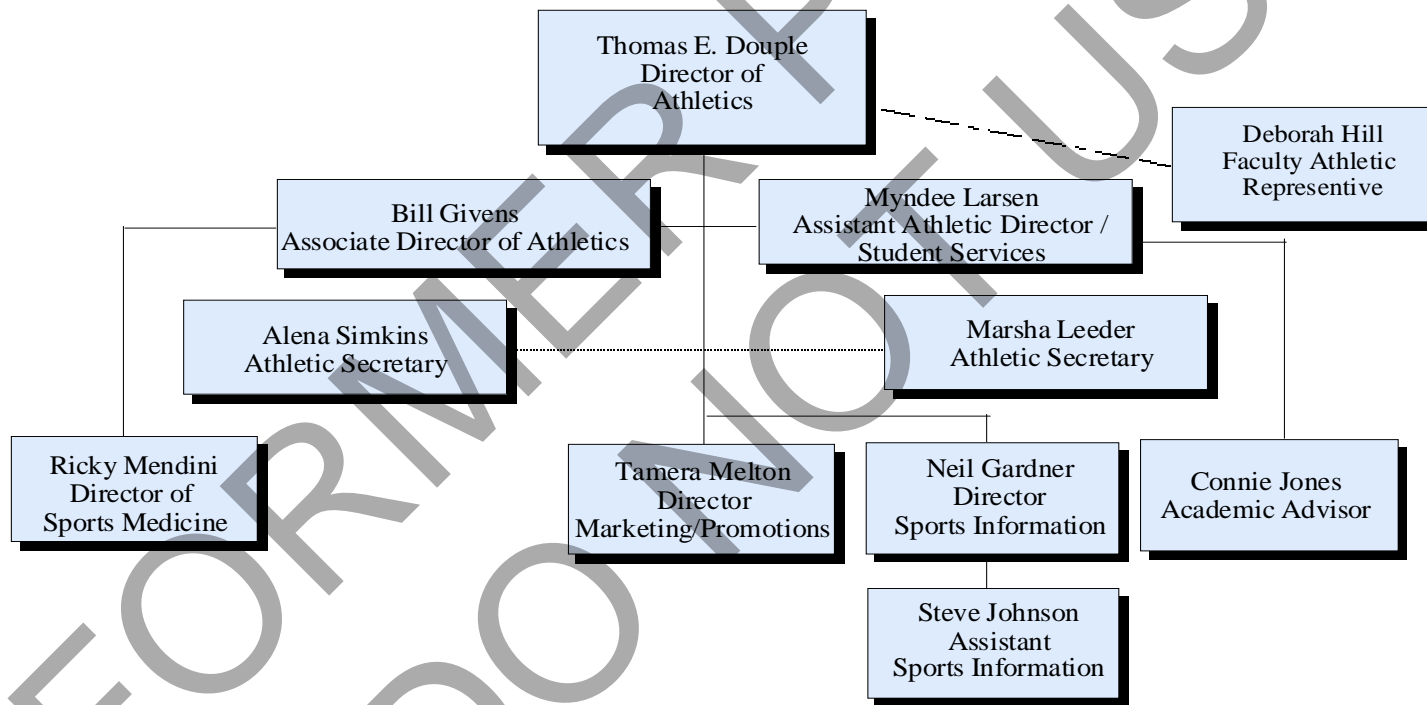 Thomas E. Douple
Director of
Athletics
Deborah Hill
Faculty Athletic
Representive
Bill Givens
Associate Director of Athletics
Myndee Larsen
Assistant Athletic Director /
Student Services
Alena Simkins
Athletic Secretary
Marsha Leeder
Athletic Secretary
Ricky Mendini
Director of
Sports Medicine
Tamera Melton
Director
Marketing/Promotions
Neil Gardner
Director
Sports Information
Connie Jones
Academic Advisor
Steve Johnson
Assistant
Sports Information
FORMER
DO NOT US